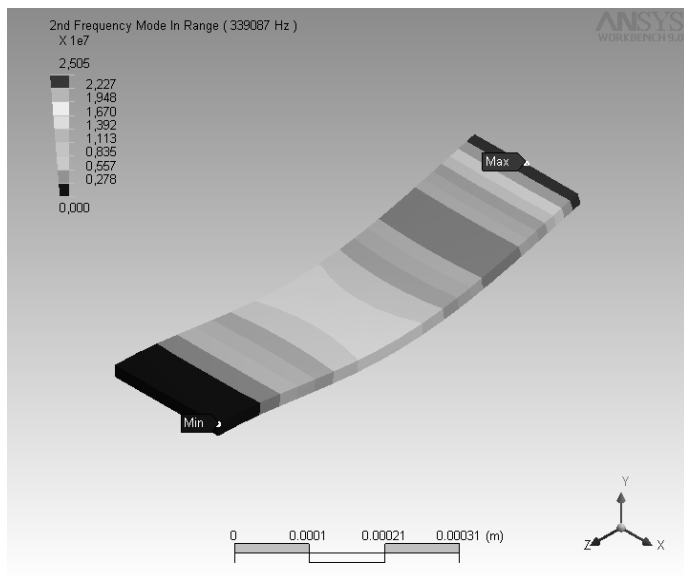 2nd Frequency Mode In Range ( 339087 Hz )
X 1e7
2,505
2,227
1,948
1,670
1,392
1,113
0,835
0,557
0,278
0,000
ANSYS
WORKBENCH 9.0
Max
Min
0 0.0001 0.00021 0.00031 (m)
Y
Z X